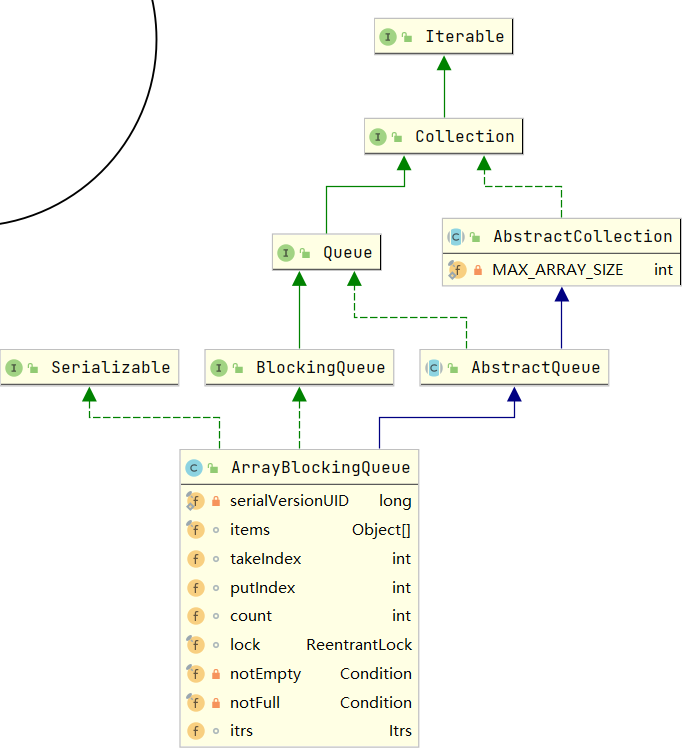 Iterable
Collection
Queue
AbstractCollection
MAX_ARRAY_SIZE int
Serializable
BlockingQueue
AbstractQueue
ArrayBlockingQueue
serialVersionUID long
items Object[]
takeIndex int
putIndex int
count int
lock ReentrantLock
notEmpty Condition
notFull Condition
itrs Itrs